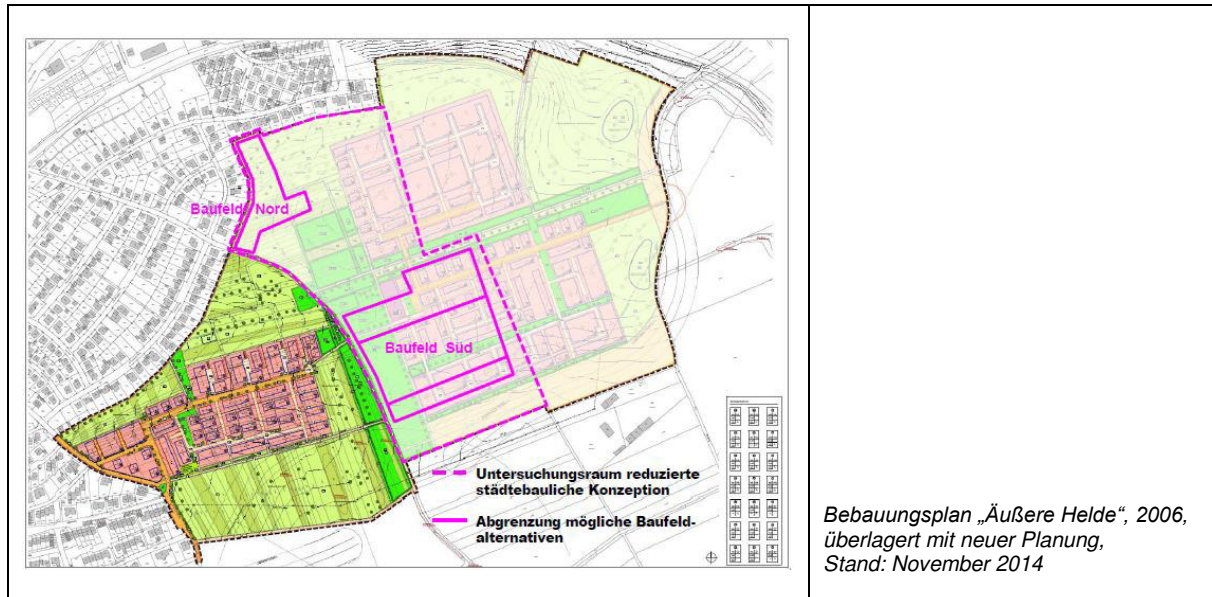 Baufeld Nord
Baufeld Süd
Untersuchungsraum reduzierte
städtebauliche Konzeption
Abgrenzung mögliche Baufeld-
alternativen
Bebauungsplan „Äußere Helde“, 2006,
überlagert mit neuer Planung,
Stand: November 2014